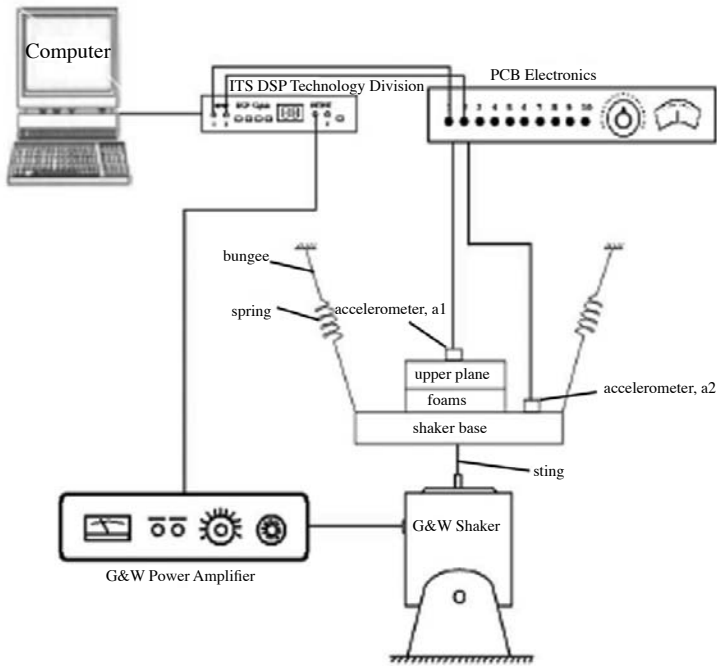 Computer
ITS DSP Technology Division
PCB Electronics
2 3 4 5 6 7 8 9 10
bungee
spring
accelerometer, a1
upper plane
foams
shaker base
accelerometer, a2
sting
G&W Shaker
G&W Power Amplifier